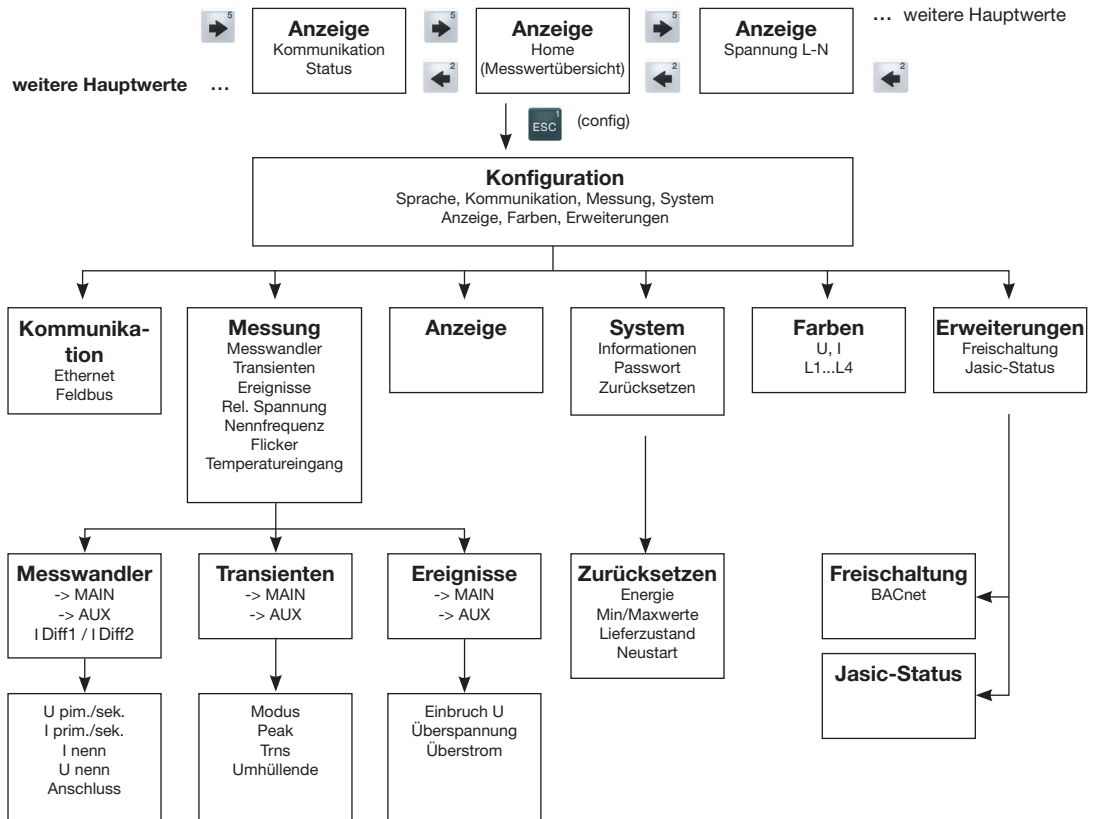 5
Anzeige
Kommunikation
Status
5
Anzeige
Home
(Messwertübersicht)
5
Anzeige
Spannung L-N
... weitere Hauptwerte
weitere Hauptwerte ...
2
2
2
ESC 1
(config)
Konfiguration
Sprache, Kommunikation, Messung, System
Anzeige, Farben, Erweiterungen
Kommunika-
tion
Ethernet
Feldbus
Messung
Messwandler
Transienten
Ereignisse
Rel. Spannung
Nennfrequenz
Flicker
Temperatureingang
Anzeige
System
Informationen
Passwort
Zurücksetzen
Farben
U, I
L1...L4
Erweiterungen
Freischaltung
Jasic-Status
Messwandler
-> MAIN
-> AUX
I Diff1 / I Diff2
Transienten
-> MAIN
-> AUX
Ereignisse
-> MAIN
-> AUX
Zurücksetzen
Energie
Min/Maxwerte
Lieferzustand
Neustart
Freischaltung
BACnet
Jasic-Status
U pim./sek.
I prim./sek.
I nenn
U nenn
Anschluss
Modus
Peak
Trns
Umhüllende
Einbruch U
Überspannung
Überstrom